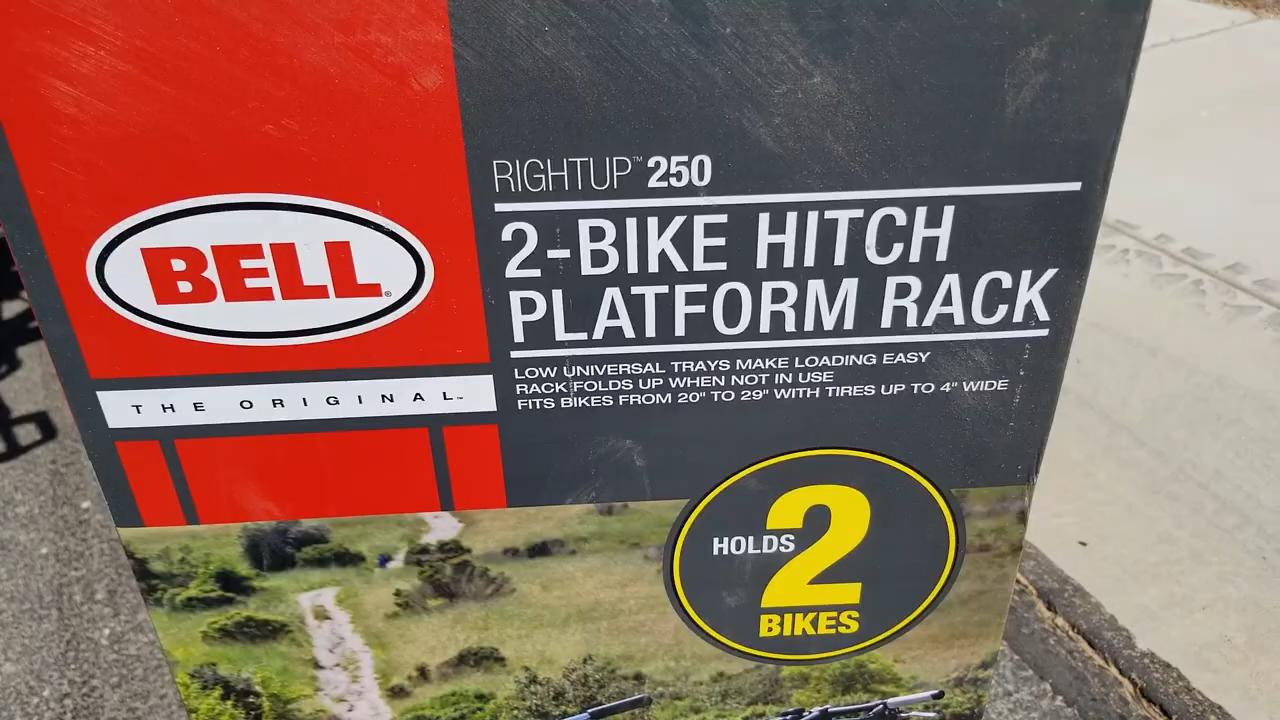 RIGHTUP™ 250
2-BIKE HITCH
PLATFORM RACK
LOW UNIVERSAL TRAYS MAKE LOADING EASY
RACK FOLDS UP WHEN NOT IN USE
FITS BIKES FROM 20" TO 29" WITH TIRES UP TO 4" WIDE
BELL®
THE ORIGINAL™
HOLDS 2
BIKES